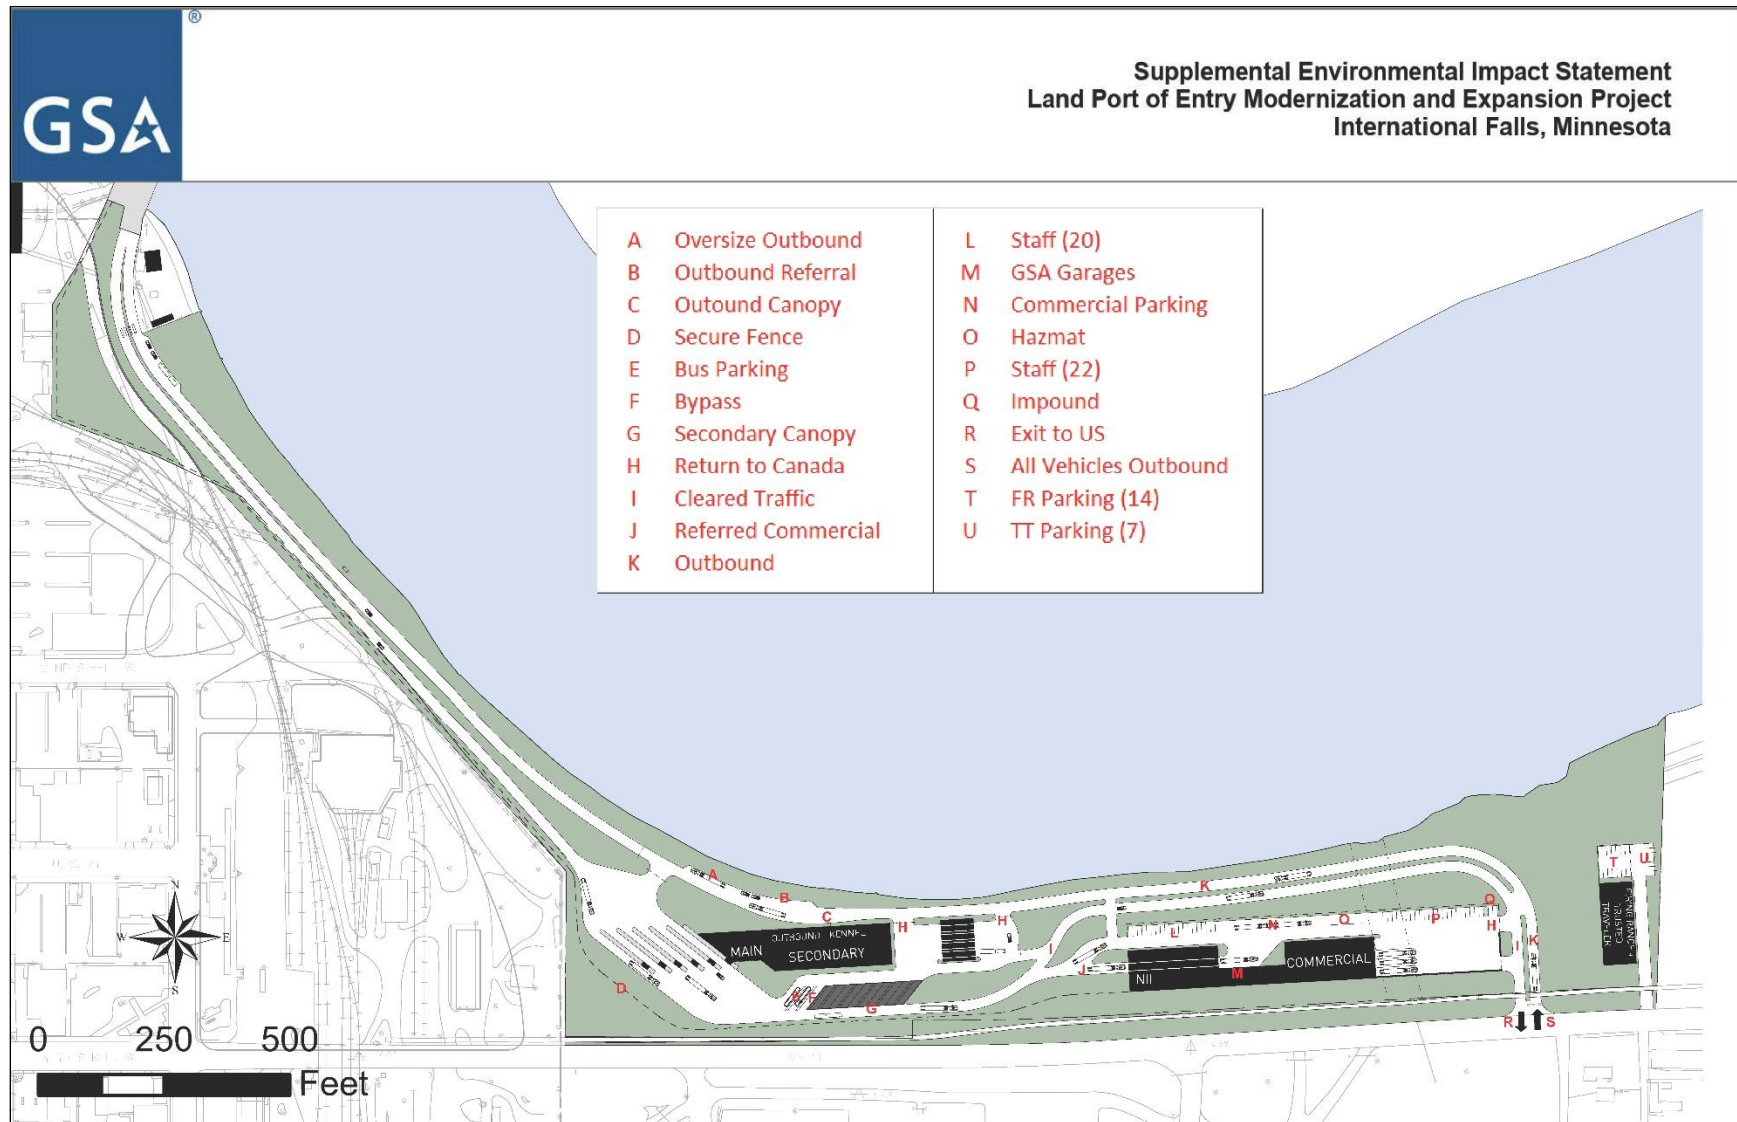 ®
GSA
Supplemental Environmental Impact Statement
Land Port of Entry Modernization and Expansion Project
International Falls, Minnesota
A Oversize Outbound
B Outbound Referral
C Outound Canopy
D Secure Fence
E Bus Parking
F Bypass
G Secondary Canopy
H Return to Canada
I Cleared Traffic
J Referred Commercial
K Outbound
L Staff (20)
M GSA Garages
N Commercial Parking
O Hazmat
P Staff (22)
Q Impound
R Exit to US
S All Vehicles Outbound
T FR Parking (14)
U TT Parking (7)
A
B
C
H
H
K
I
J
L
N
O
P
Q
H
I
K
T
U
OUTBOUND KENNEL
MAIN
SECONDARY
NII
M
COMMERCIAL
TRUSTED
TRAVELER
D
F
G
R
S
N
W
E
S
0 250 500
Feet